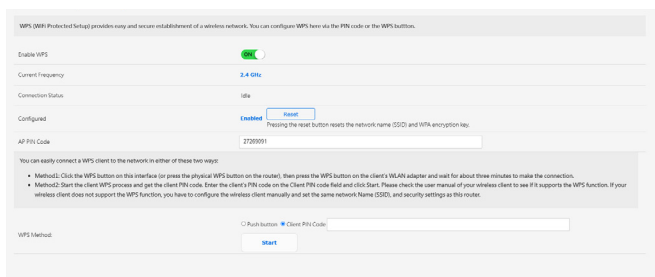 WPS (WiFi Protected Setup) provides easy and secure establishment of a wireless network. You can configure WPS here via the PIN code or the WPS buttton.
Enable WPS
ON
Current Frequency
2.4 GHz
Connection Status
Idle
Configured
Enabled
Reset
Pressing the reset button resets the network name (SSID) and WPA encryption key.
AP PIN Code
27269091
You can easily connect a WPS client to the network in either of these two ways:
• Method1: Click the WPS button on this interface (or press the physical WPS button on the router), then press the WPS button on the client's WLAN adapter and wait for about three minutes to make the connection.
• Method2: Start the client WPS process and get the client PIN code. Enter the client's PIN code on the Client PIN code field and click Start. Please check the user manual of your wireless client to see if it supports the WPS function. If your
wireless client does not support the WPS function, you have to configure the wireless client manually and set the same network Name (SSID), and security settings as this router.
WPS Method:
Push button Client PIN Code
Start